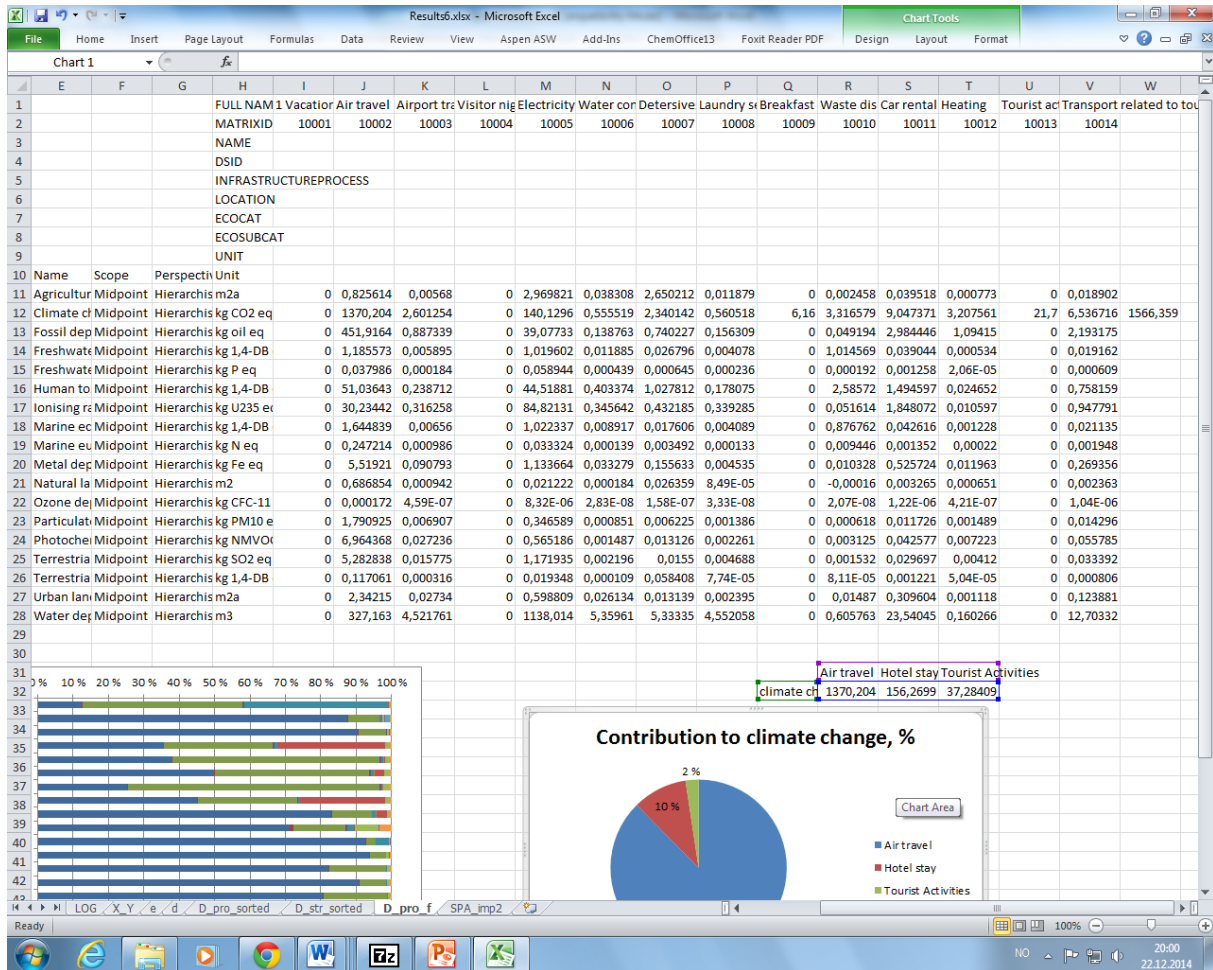 Results6.xlsx - Microsoft Excel
Chart Tools
File Home Insert Page Layout Formulas Data Review View Aspen ASW Add-Ins ChemOffice13 Foxit Reader PDF Design Layout Format
Chart 1 fx
E F G H I J K L M N O P Q R S T U V W
1 FULL NAM 1 Vacation Air travel Airport tra Visitor nig Electricity Water con Detersive Laundry se Breakfast Waste dis Car rental Heating Tourist act Transport related to tou
2 MATRIXID 10001 10002 10003 10004 10005 10006 10007 10008 10009 10010 10011 10012 10013 10014
3 NAME
4 DSID
5 INFRASTRUCTUREPROCESS
6 LOCATION
7 ECOCAT
8 ECOSUBCAT
9 UNIT
10 Name Scope Perspectiv Unit
11 Agricultur Midpoint Hierarchis m2a 0 0,825614 0,00568 0 2,969821 0,038308 2,650212 0,011879 0 0,002458 0,039518 0,000773 0 0,018902
12 Climate ch Midpoint Hierarchis kg CO2 eq 0 1370,204 2,601254 0 140,1296 0,555519 2,340142 0,560518 6,16 3,316579 9,047371 3,207561 21,7 6,536716 1566,359
13 Fossil dep Midpoint Hierarchis kg oil eq 0 451,9164 0,887339 0 39,07733 0,138763 0,740227 0,156309 0 0,049194 2,984446 1,09415 0 2,193175
14 Freshwate Midpoint Hierarchis kg 1,4-DB 0 1,185573 0,005895 0 1,019602 0,011885 0,026796 0,004078 0 1,014569 0,039044 0,000534 0 0,019162
15 Freshwate Midpoint Hierarchis kg P eq 0 0,037986 0,000184 0 0,058944 0,000439 0,000645 0,000236 0 0,000192 0,001258 2,06E-05 0 0,000609
16 Human to Midpoint Hierarchis kg 1,4-DB 0 51,03643 0,238712 0 44,51881 0,403374 1,027812 0,178075 0 2,58572 1,494597 0,024652 0 0,758159
17 Ionising ra Midpoint Hierarchis kg U235 eq 0 30,23442 0,316258 0 84,82131 0,345642 0,432185 0,339285 0 0,051614 1,848072 0,010597 0 0,947791
18 Marine ec Midpoint Hierarchis kg 1,4-DB 0 1,644839 0,00656 0 1,022337 0,008917 0,017606 0,004089 0 0,876762 0,042616 0,001228 0 0,021135
19 Marine eu Midpoint Hierarchis kg N eq 0 0,247214 0,000986 0 0,033324 0,000139 0,003492 0,000133 0 0,009446 0,001352 0,00022 0 0,001948
20 Metal dep Midpoint Hierarchis kg Fe eq 0 5,51921 0,090793 0 1,133664 0,033279 0,155633 0,004535 0 0,010328 0,525724 0,011963 0 0,269356
21 Natural la Midpoint Hierarchis m2 0 0,686854 0,000942 0 0,021222 0,000184 0,026359 8,49E-05 0 -0,00016 0,003265 0,000651 0 0,002363
22 Ozone dep Midpoint Hierarchis kg CFC-11 0 0,000172 4,59E-07 0 8,32E-06 2,83E-08 1,58E-07 3,33E-08 0 2,07E-08 1,22E-06 4,21E-07 0 1,04E-06
23 Particulat Midpoint Hierarchis kg PM10 e 0 1,790925 0,006907 0 0,346589 0,000851 0,006225 0,001386 0 0,000618 0,011726 0,001489 0 0,014296
24 Photocher Midpoint Hierarchis kg NMVOC 0 6,964368 0,027236 0 0,565186 0,001487 0,013126 0,002261 0 0,003125 0,042577 0,007223 0 0,055785
25 Terrestria Midpoint Hierarchis kg SO2 eq 0 5,282838 0,015775 0 1,171935 0,002196 0,0155 0,004688 0 0,001532 0,029697 0,00412 0 0,033392
26 Terrestria Midpoint Hierarchis kg 1,4-DB 0 0,117061 0,000316 0 0,019348 0,000109 0,058408 7,74E-05 0 8,11E-05 0,001221 5,04E-05 0 0,000806
27 Urban lan Midpoint Hierarchis m2a 0 2,34215 0,02734 0 0,598809 0,026134 0,013139 0,002395 0 0,01487 0,309604 0,001118 0 0,123881
28 Water dep Midpoint Hierarchis m3 0 327,163 4,521761 0 1138,014 5,35961 5,33335 4,552058 0 0,605763 23,54045 0,160266 0 12,70332
29
30
31 Air travel Hotel stay Tourist Activities
0 % 10 % 20 % 30 % 40 % 50 % 60 % 70 % 80 % 90 % 100 %
32 climate ch 1370,204 156,2699 37,28409
33
34
35
36
37
38
39
40
41
42
43
Contribution to climate change, %
2 %
10 %
Chart Area
Air travel
Hotel stay
Tourist Activities
LOG X_Y e d D_pro_sorted D_str_sorted D_pro_f SPA_imp2
Ready 100%
NO 20:00
22.12.2014